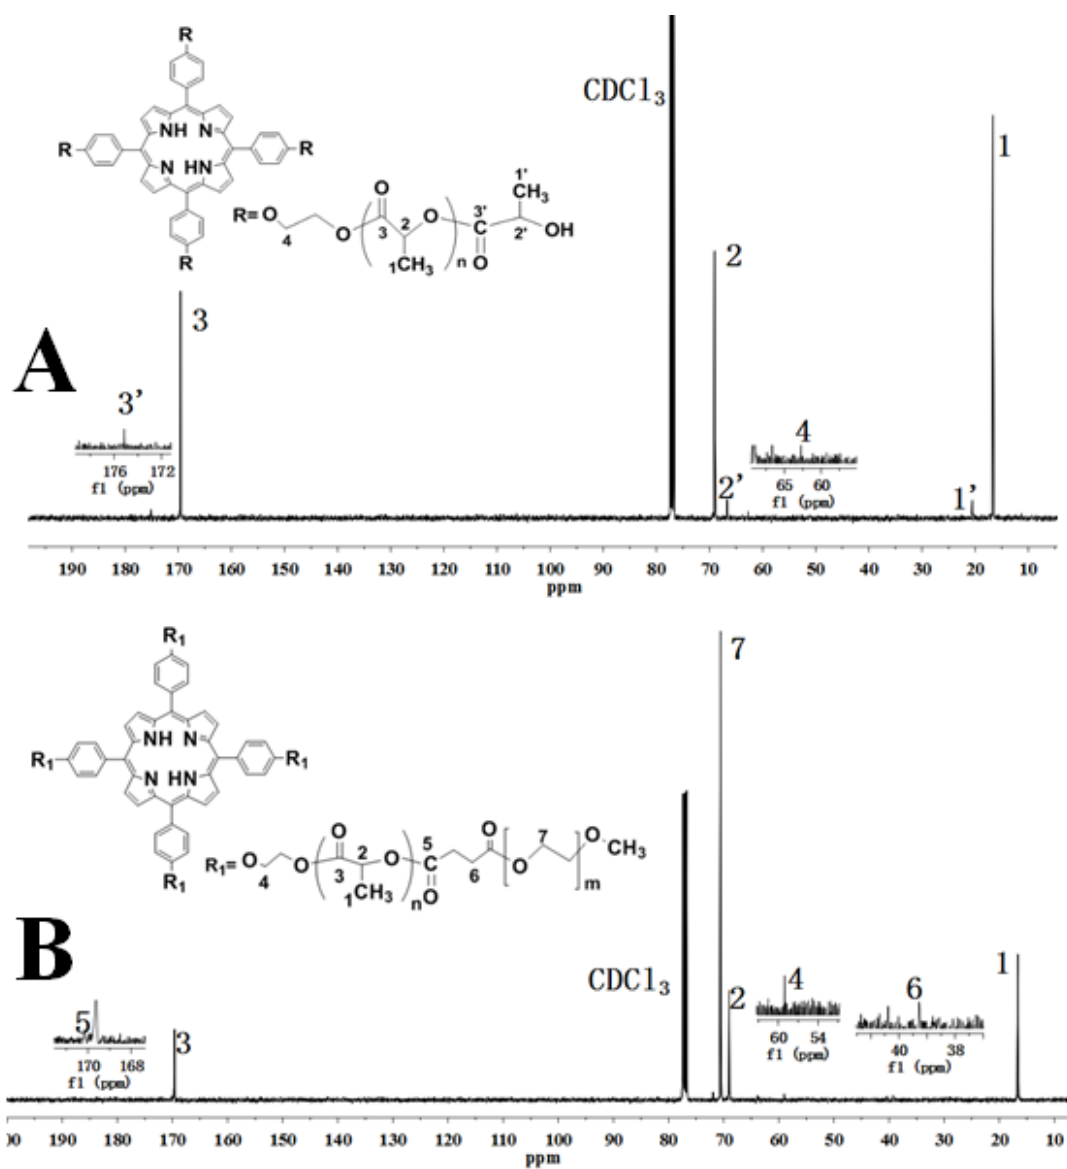 A
R
R
R
R
NH N
N HN
R= O
4
O
O
3
2
O
1CH₃
n
1'
CH₃
3'
O
2'
OH
CDCl₃
1
2
3
3'
176 172
f1 (ppm)
2'
4
65 60
f1 (ppm)
1'
190 180 170 160 150 140 130 120 110 100 90 80 70 60 50 40 30 20 10
ppm
B
R₁
R₁
R₁
R₁
NH N
N HN
R₁= O
4
O
O
3
2
O
1CH₃
n
5
O
6
O
O
7
m
O
CH₃
7
CDCl₃
2
4
60 54
f1 (ppm)
6
40 38
f1 (ppm)
1
5
3
170 168
f1 (ppm)
00 190 180 170 160 150 140 130 120 110 100 90 80 70 60 50 40 30 20 10
ppm